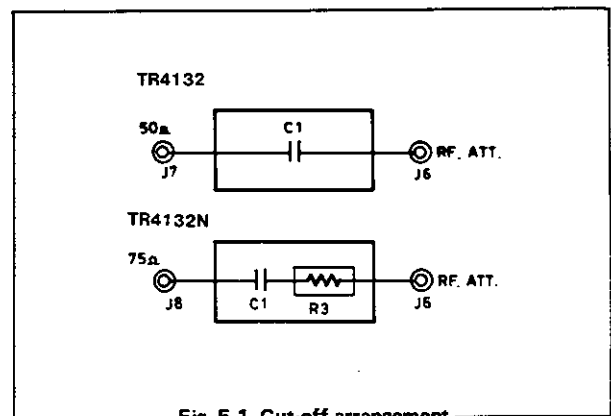 TR4132
50Ω C1
J7 J6 RF. ATT.
TR4132N
75Ω
J8 C1 R3 J6 RF. ATT.
Fig. 5-1 Cut-off arrangement